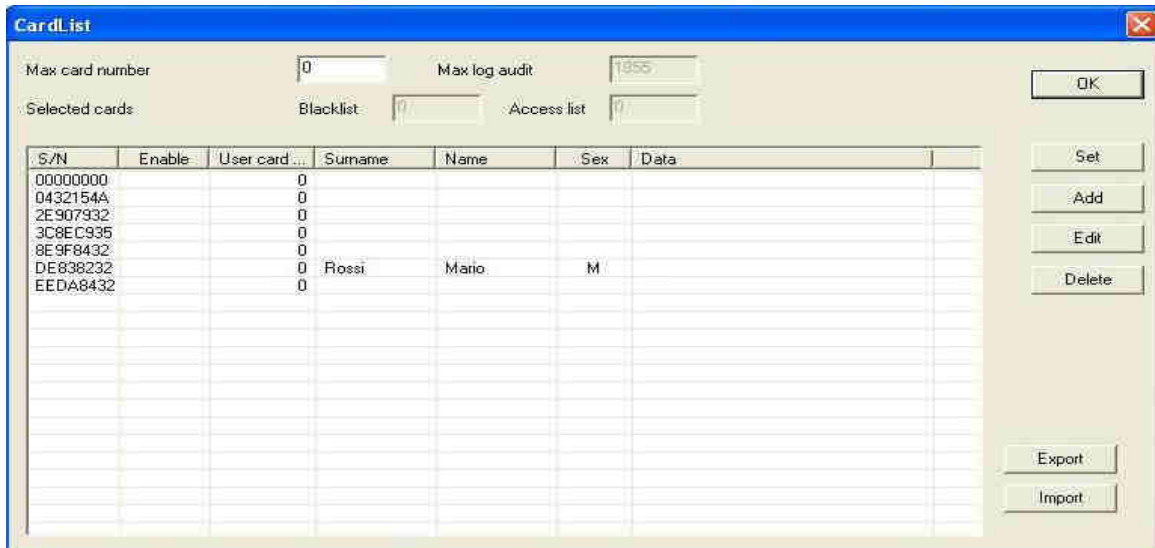 CardList
Max card number 0 Max log audit 1955
OK
Selected cards Blacklist 0 Access list 0
S/N Enable User card ... Surname Name Sex Data
Set
00000000 0
0432154A 0
Add
2E907932 0
3C8EC935 0
Edit
8E9F8432 0
DE838232 0 Rossi Mario M
Delete
EEDA8432 0
Export
Import